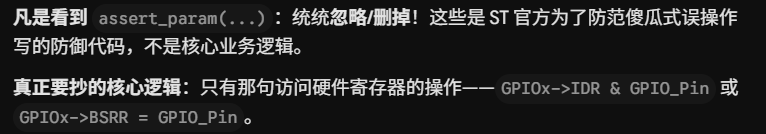 凡是看到 assert_param(...) ：统统忽略/删掉！这些是 ST 官方为了防范傻瓜式误操作
写的防御代码，不是核心业务逻辑。
真正要抄的核心逻辑：只有那句访问硬件寄存器的操作——GPIOx->IDR & GPIO_Pin 或
GPIOx->BSRR = GPIO_Pin。